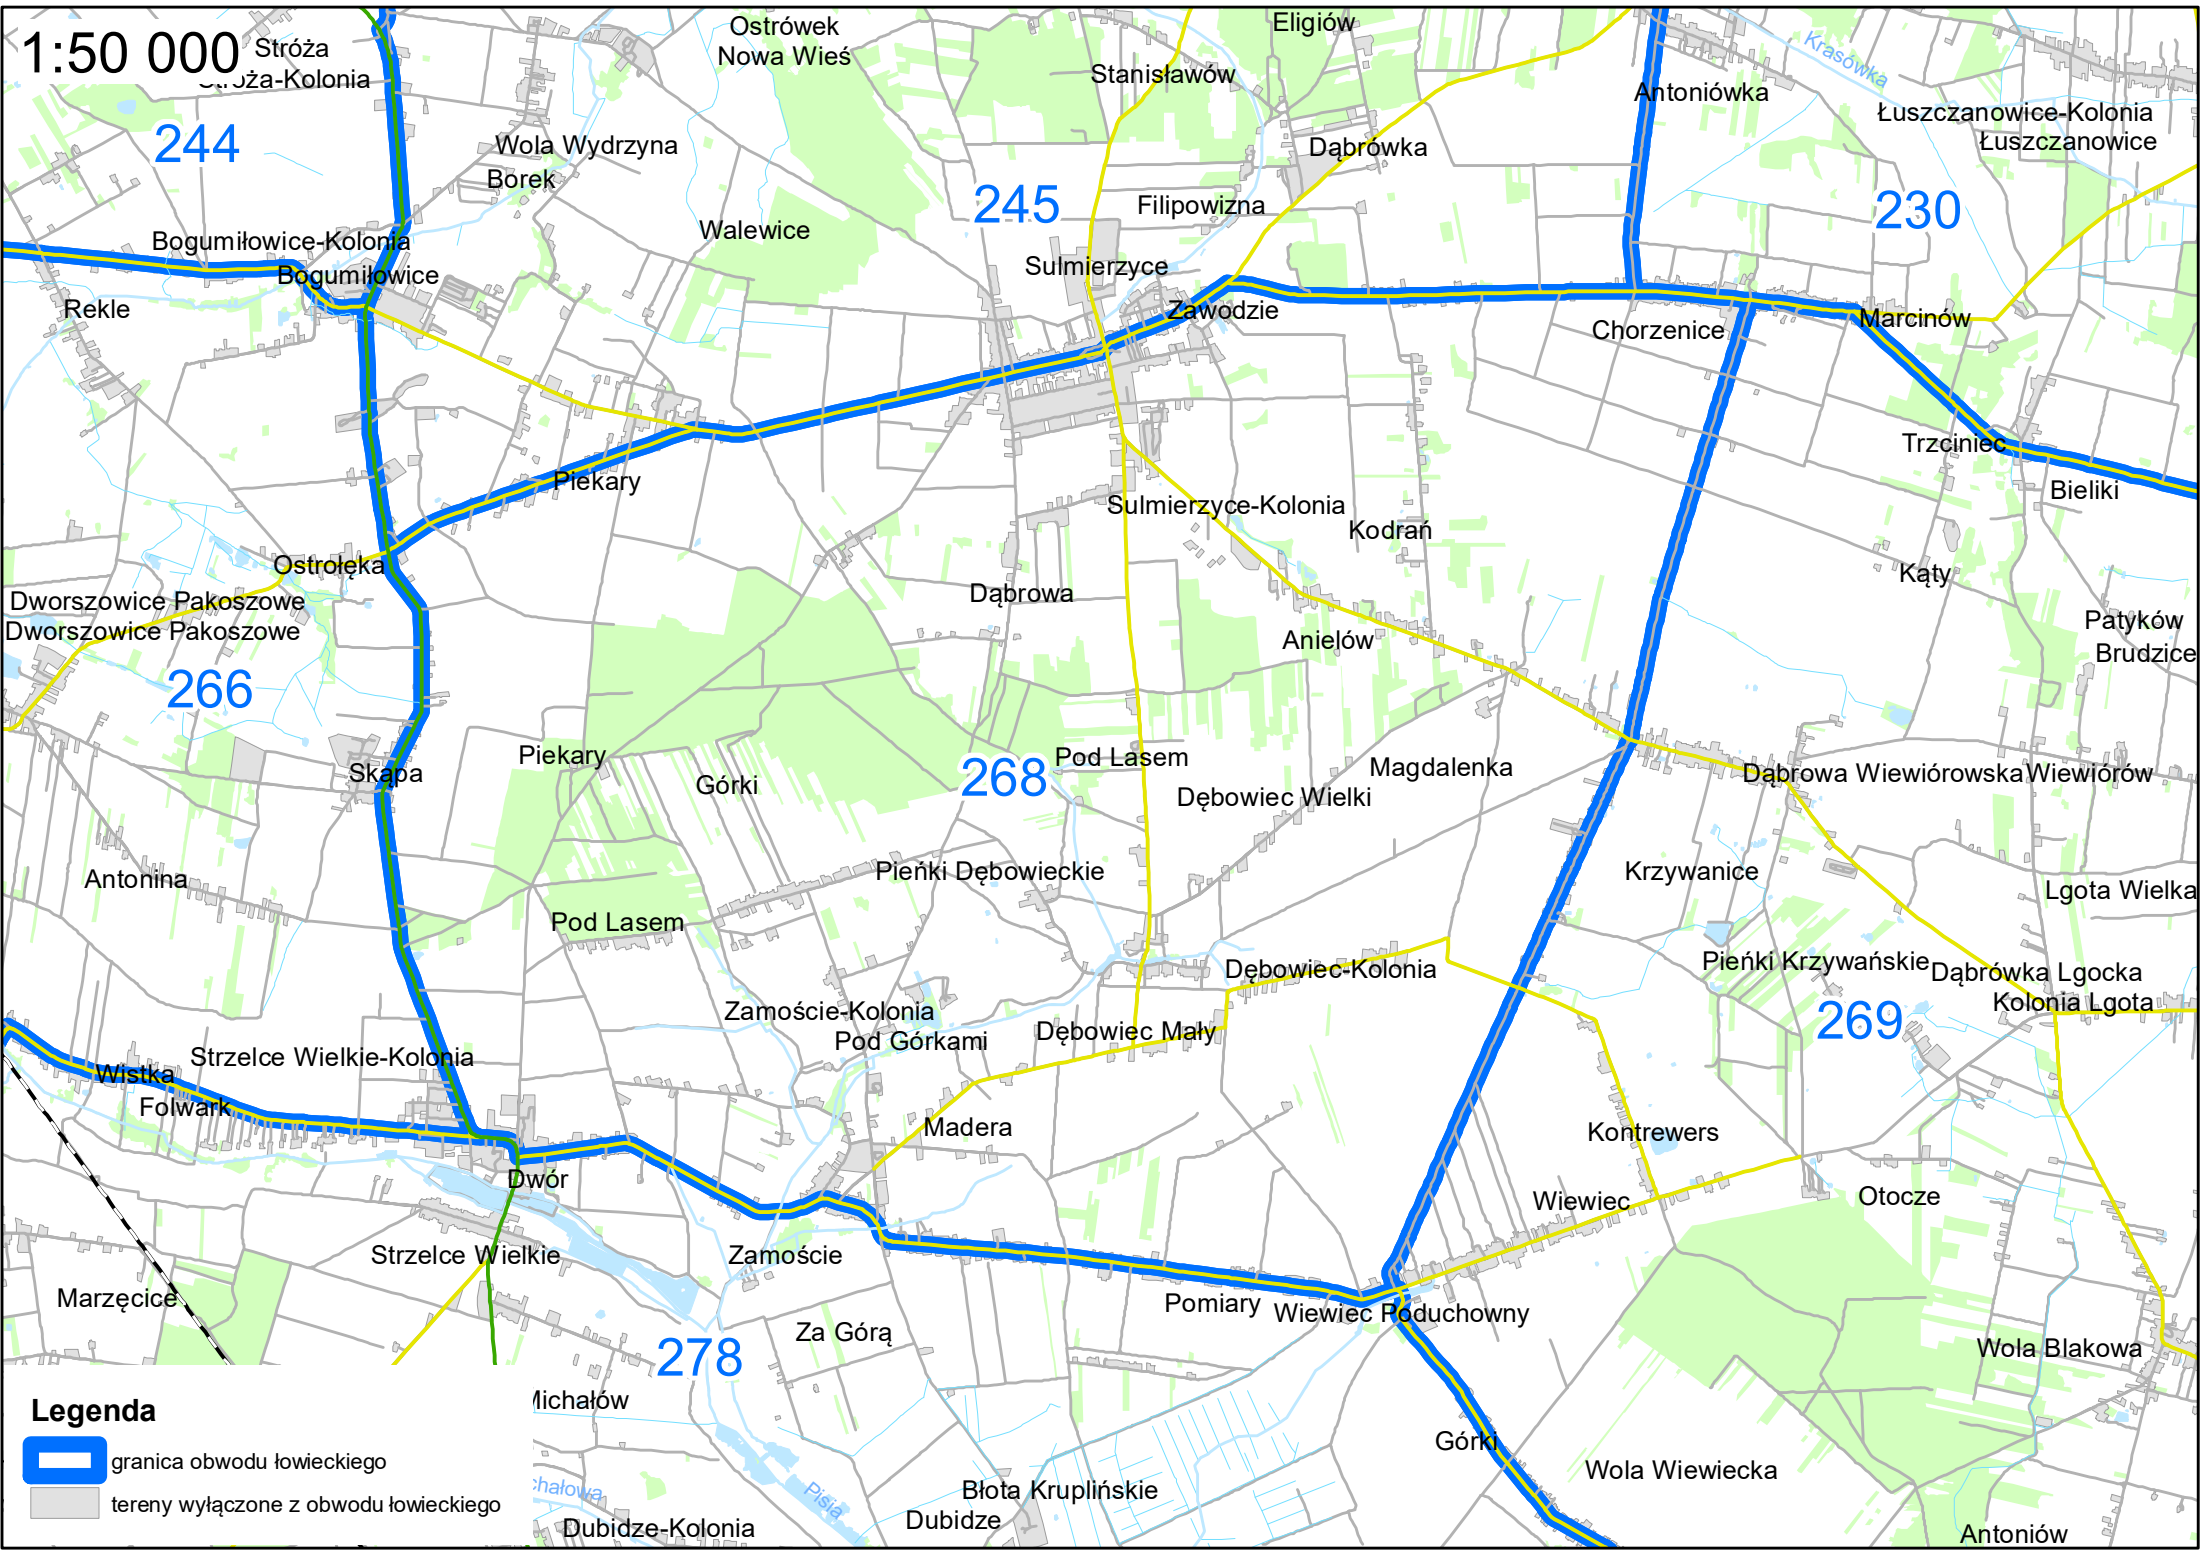 1:50 000
Stróża
Stróża-Kolonia
Ostrówek
Nowa Wieś
Eligiów
Stanisławów
Krasówka
Antoniówka
Łuszczanowice-Kolonia
Łuszczanowice
244
Wola Wydrzyna
Borek
Dąbrówka
245
Filipowizna
230
Walewice
Bogumiłowice-Kolonia
Bogumiłowice
Sulmierzyce
Rekle
Zawodzie
Chorzenice
Marcinów
Trzciniec
Bieliki
Piekary
Sulmierzyce-Kolonia
Kodrań
Ostrołęka
Kąty
Dworszowice Pakoszowe
Dworszowice Pakoszowe
Dąbrowa
Anielów
Patyków
Brudzice
266
Skąpa
Piekary
Górki
268
Pod Lasem
Magdalenka
Dębowiec Wielki
Dąbrowa Wiewiórowska
Wiewiórów
Antonina
Pieńki Dębowieckie
Krzywanice
Lgota Wielka
Pod Lasem
Dębowiec-Kolonia
Pieńki Krzywańskie
Dąbrówka Lgocka
Kolonia Lgota
269
Zamoście-Kolonia
Pod Górkami
Dębowiec Mały
Strzelce Wielkie-Kolonia
Wistka
Folwark
Madera
Kontrewers
Dwór
Wiewiec
Otocze
Strzelce Wielkie
Zamoście
Marzęcice
Pomiary
Wiewiec Poduchowny
Za Górą
278
Wola Blakowa
Michałów
Górki
Wola Wiewiecka
Błota Kruplińskie
Dubidze
Pisia
Dubidze-Kolonia
Antoniów
Legenda
granica obwodu łowieckiego
tereny wyłączone z obwodu łowieckiego